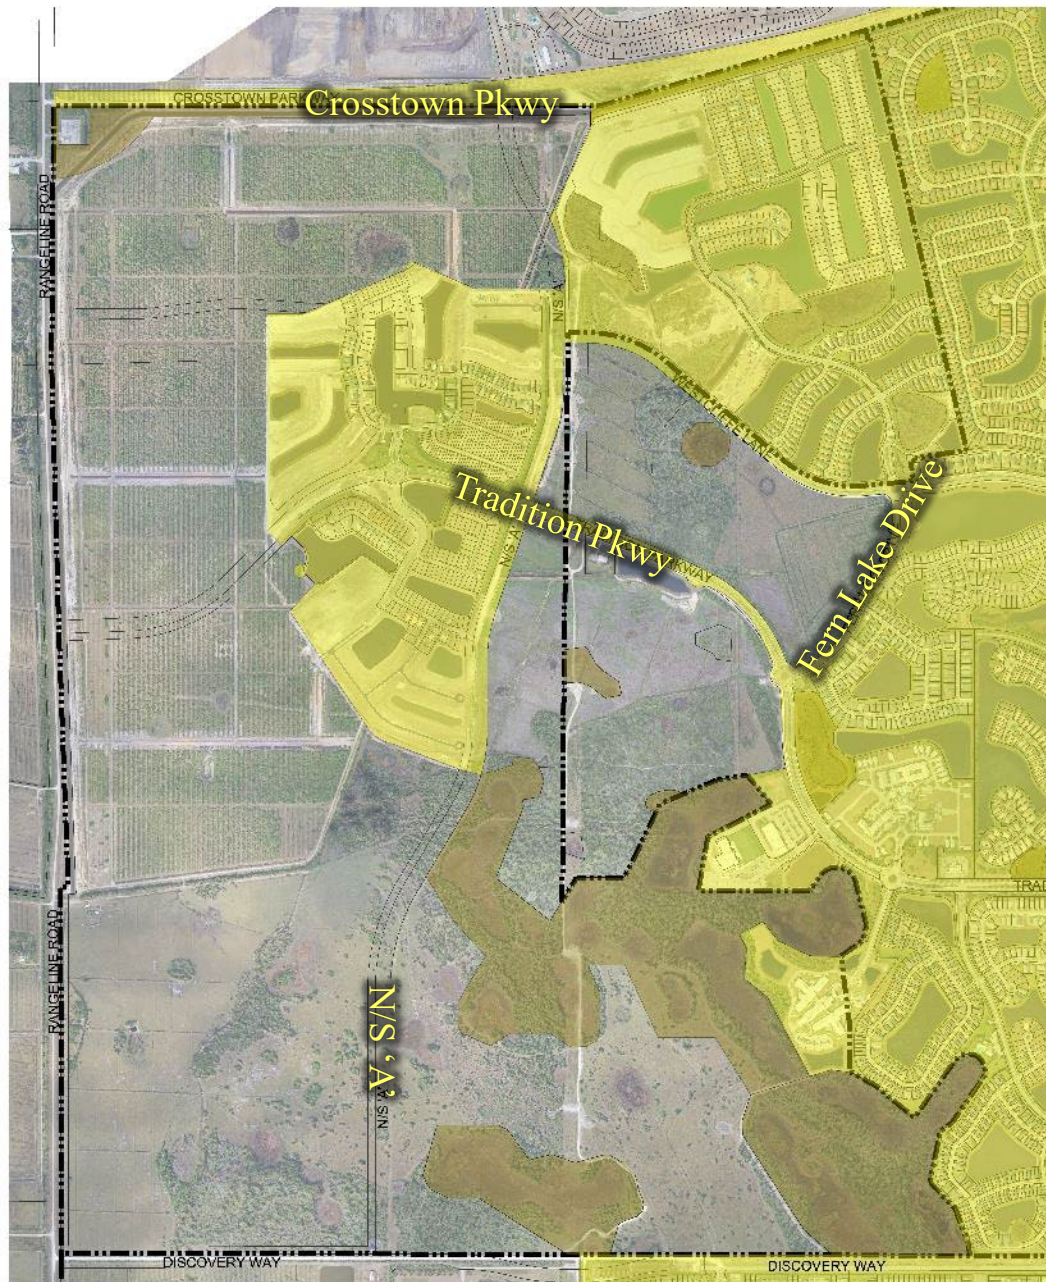 CROSSTOWN PARK
Crosstown Pkwy
RANGELINE ROAD
N/S 'A'
Tradition Pkwy
KWAY
N/S 'A'
Fern Lake Drive
TRAD
RANGELINE ROAD
N/S ‘A’
N/S 'A'
DISCOVERY WAY
DISCOVERY WAY